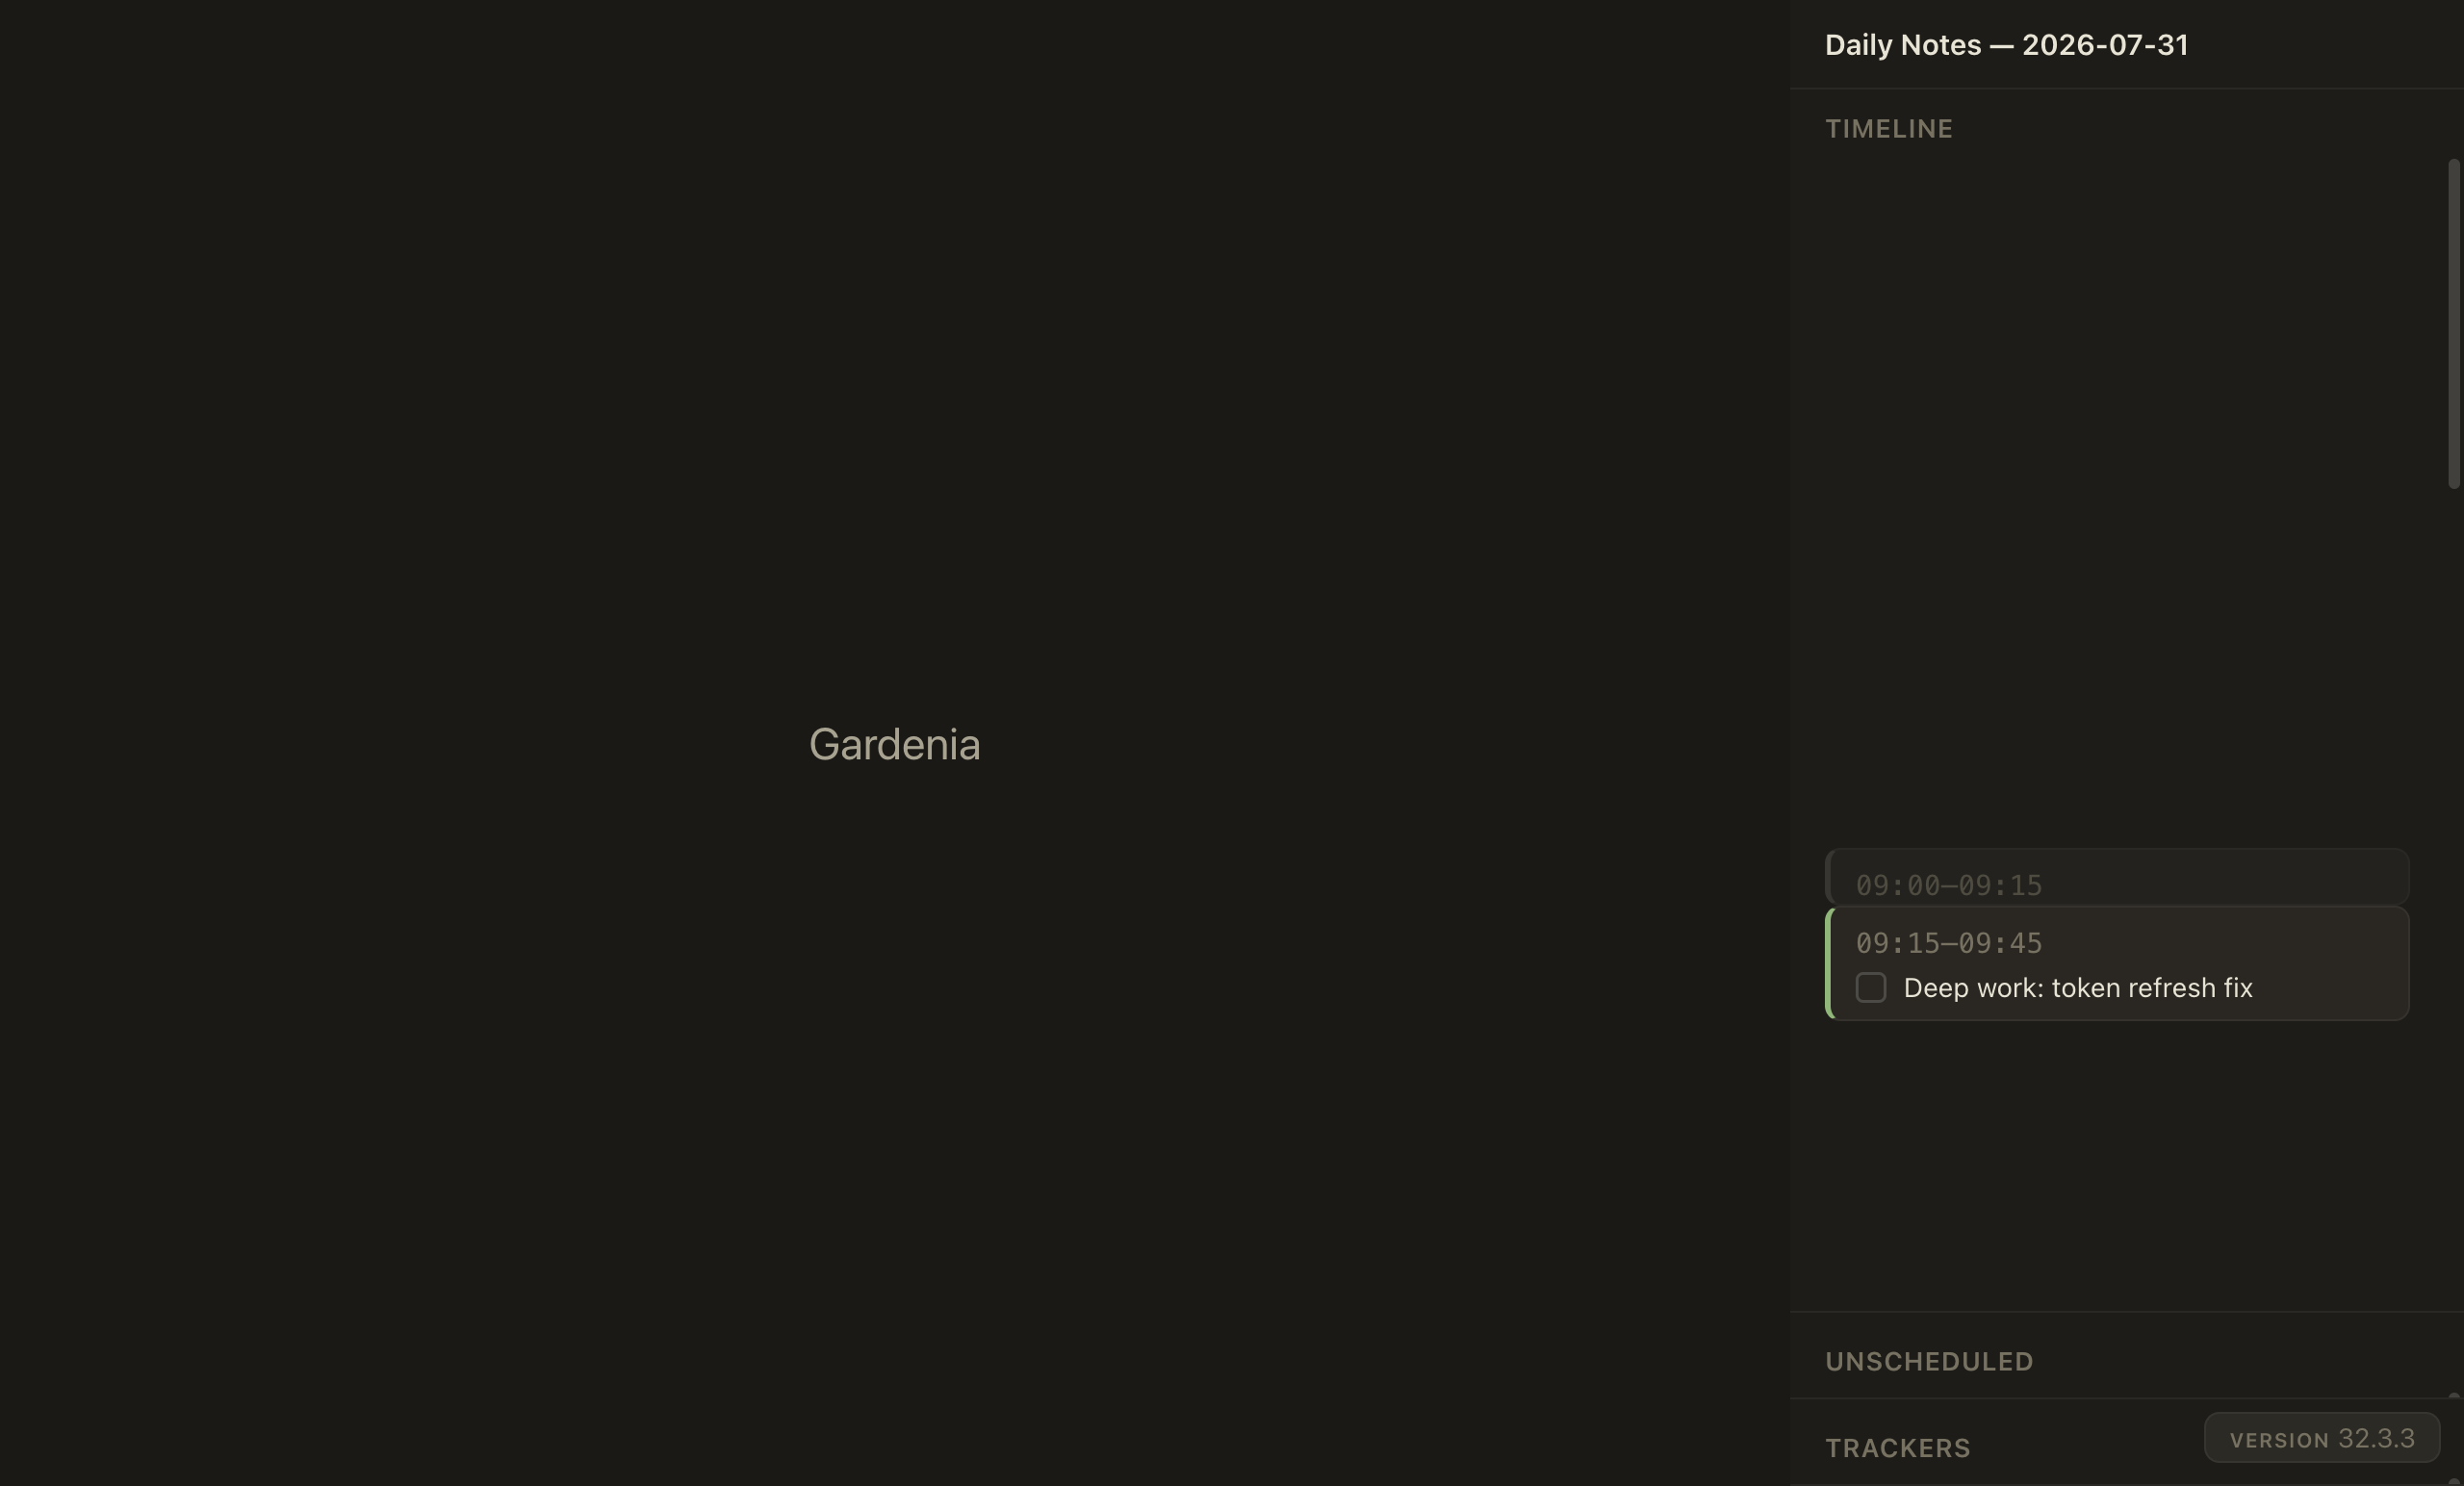 Daily Notes — 2026-07-31
TIMELINE
Gardenia
09:00–09:15
09:15–09:45
Deep work: token refresh fix
UNSCHEDULED
TRACKERS
VERSION 32.3.3